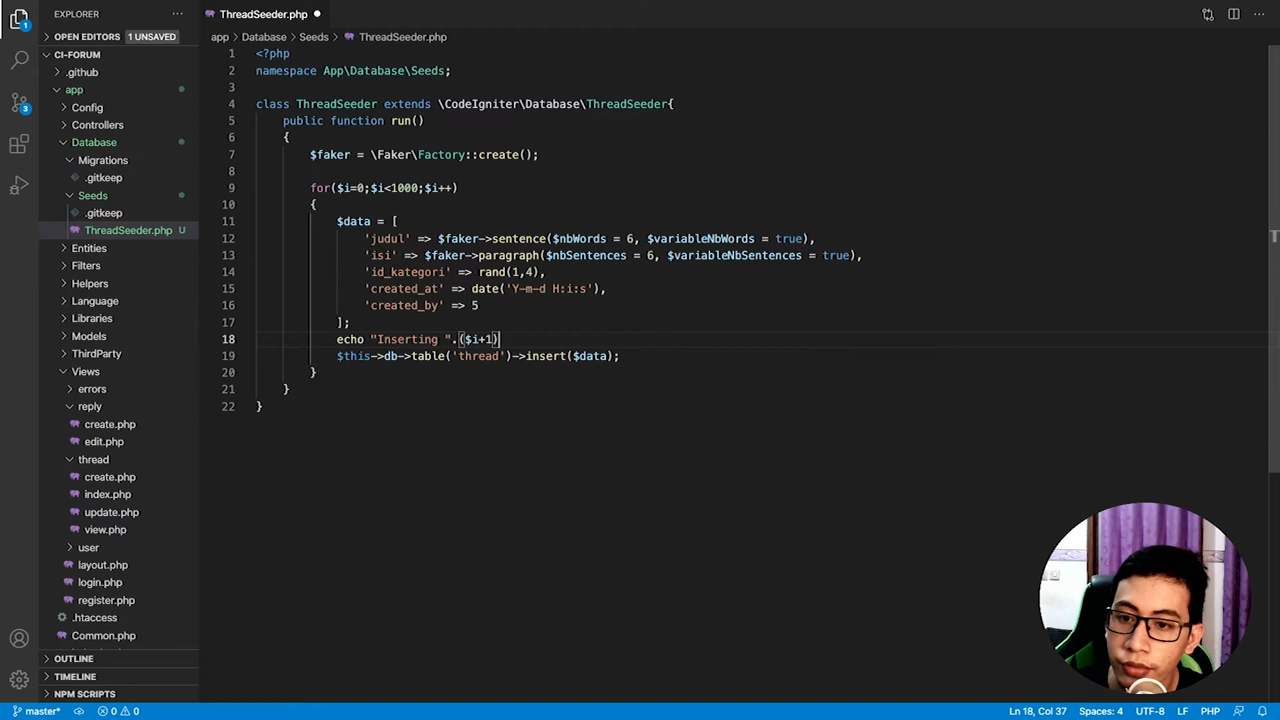 EXPLORER
ThreadSeeder.php
OPEN EDITORS 1 UNSAVED
app Database Seeds ThreadSeeder.php
CI-FORUM
.github
app
Config
Controllers
Database
Migrations
.gitkeep
Seeds
.gitkeep
ThreadSeeder.php U
Entities
Filters
Helpers
Language
Libraries
Models
ThirdParty
Views
errors
reply
create.php
edit.php
thread
create.php
index.php
update.php
view.php
user
layout.php
login.php
register.php
.htaccess
Common.php
OUTLINE
TIMELINE
NPM SCRIPTS
1
3
1 <?php
2 namespace App\Database\Seeds;
3
4 class ThreadSeeder extends \CodeIgniter\Database\ThreadSeeder{
5 public function run()
6 {
7 $faker = \Faker\Factory::create();
8
9 for($i=0;$i<1000;$i++)
10 {
11 $data = [
12 'judul' => $faker->sentence($nbWords = 6, $variableNbWords = true),
13 'isi' => $faker->paragraph($nbSentences = 6, $variableNbSentences = true),
14 'id_kategori' => rand(1,4),
15 'created_at' => date('Y-m-d H:i:s'),
16 'created_by' => 5
17 ];
18 echo "Inserting ".($i+1)
19 $this->db->table('thread')->insert($data);
20 }
21 }
22 }
master* 0 0 Ln 18, Col 37 Spaces: 4 UTF-8 LF PHP